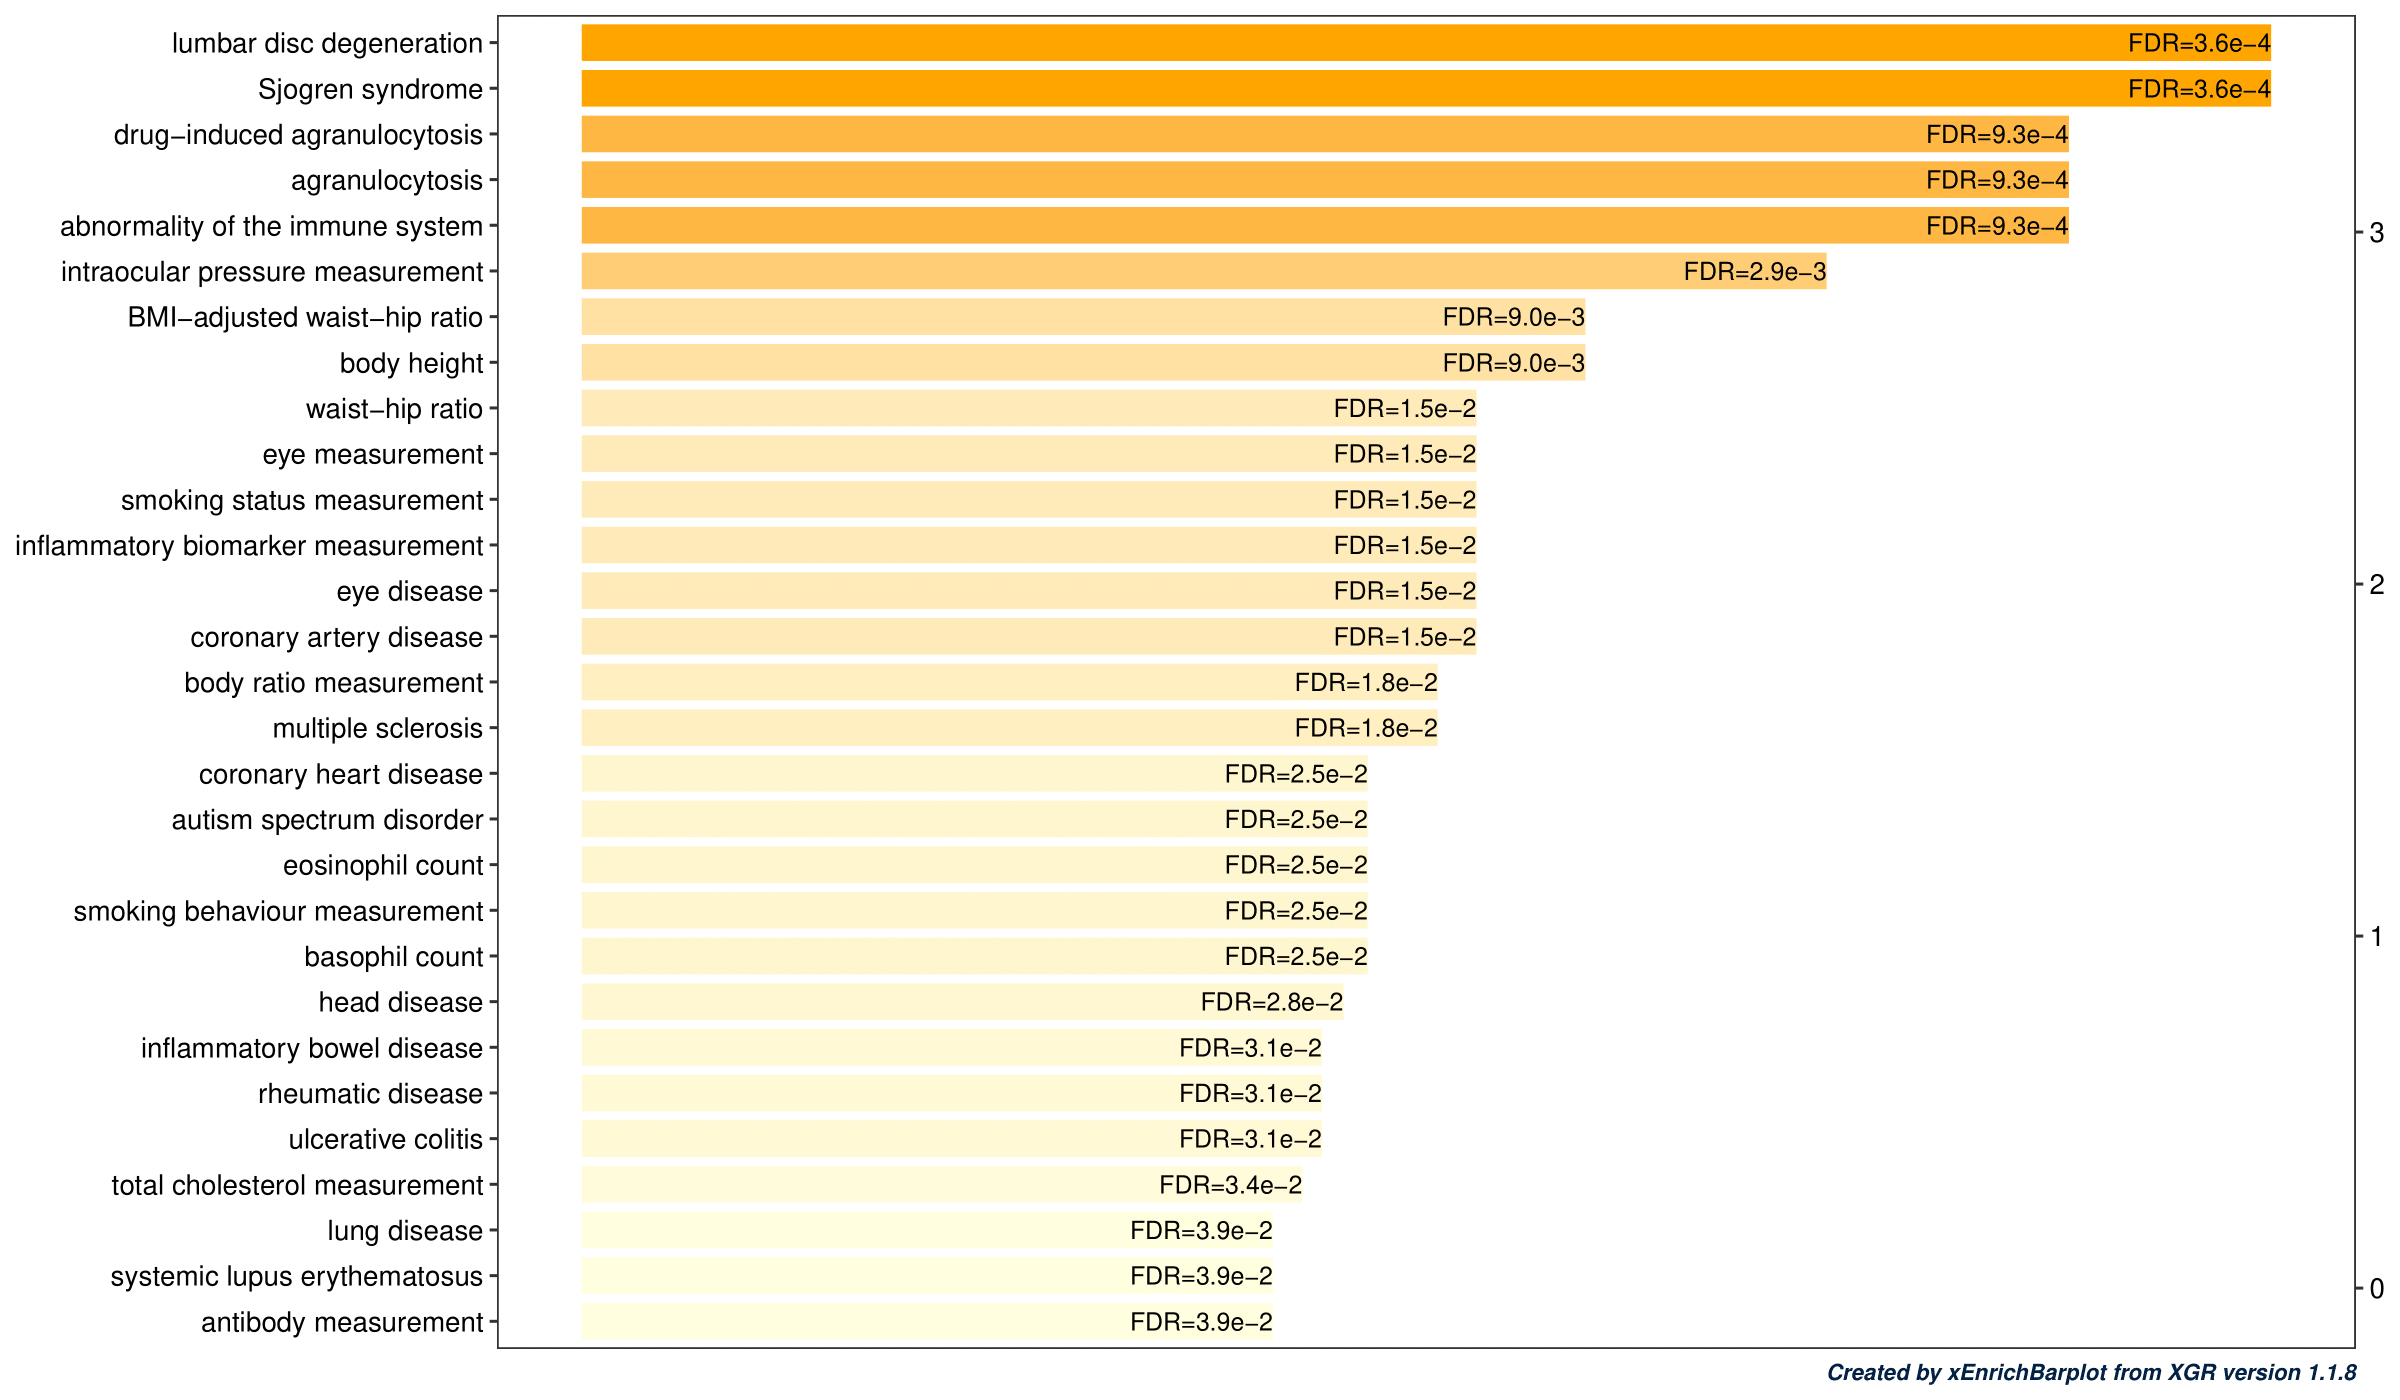 lumbar disc degeneration FDR=3.6e−4
Sjogren syndrome FDR=3.6e−4
drug−induced agranulocytosis FDR=9.3e−4
agranulocytosis FDR=9.3e−4
abnormality of the immune system FDR=9.3e−4
3
intraocular pressure measurement FDR=2.9e−3
BMI−adjusted waist−hip ratio FDR=9.0e−3
body height FDR=9.0e−3
waist−hip ratio FDR=1.5e−2
eye measurement FDR=1.5e−2
smoking status measurement FDR=1.5e−2
inflammatory biomarker measurement FDR=1.5e−2
2
eye disease FDR=1.5e−2
coronary artery disease FDR=1.5e−2
body ratio measurement FDR=1.8e−2
multiple sclerosis FDR=1.8e−2
coronary heart disease FDR=2.5e−2
autism spectrum disorder FDR=2.5e−2
eosinophil count FDR=2.5e−2
smoking behaviour measurement FDR=2.5e−2
1
basophil count FDR=2.5e−2
head disease FDR=2.8e−2
inflammatory bowel disease FDR=3.1e−2
rheumatic disease FDR=3.1e−2
ulcerative colitis FDR=3.1e−2
total cholesterol measurement FDR=3.4e−2
lung disease FDR=3.9e−2
systemic lupus erythematosus FDR=3.9e−2
0
antibody measurement FDR=3.9e−2
Created by xEnrichBarplot from XGR version 1.1.8